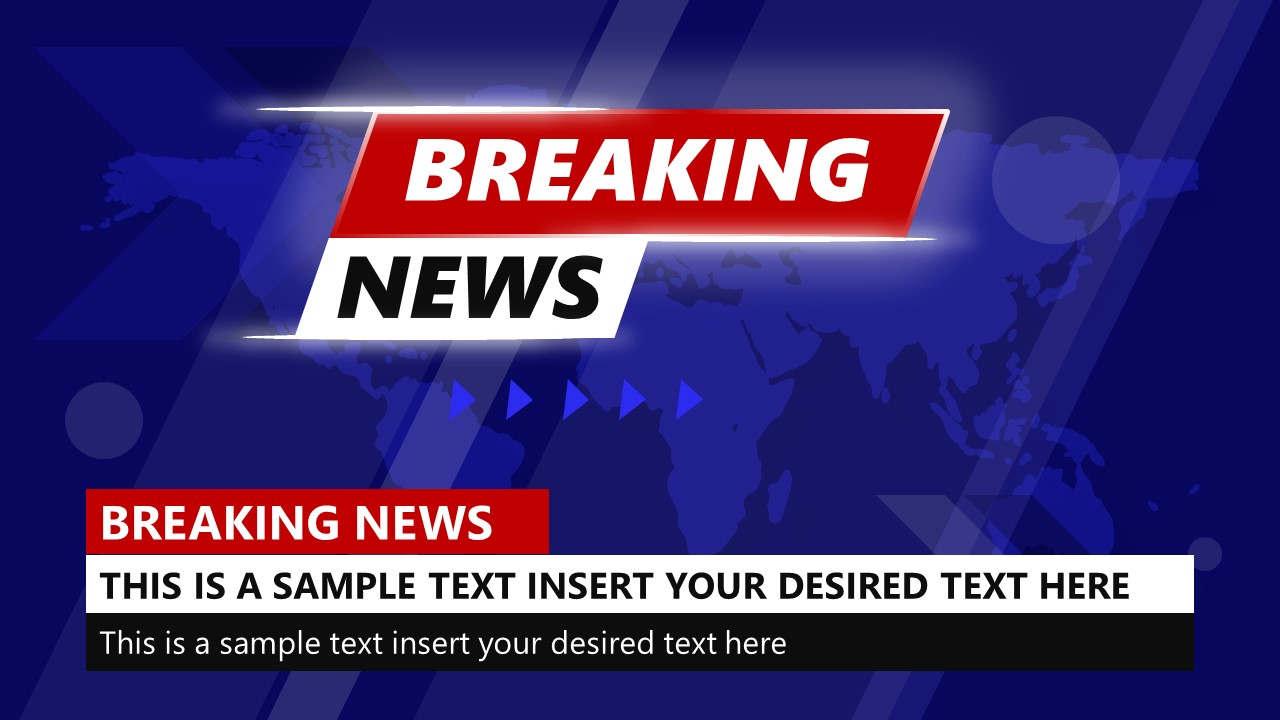 BREAKING
NEWS
BREAKING NEWS
THIS IS A SAMPLE TEXT INSERT YOUR DESIRED TEXT HERE
This is a sample text insert your desired text here